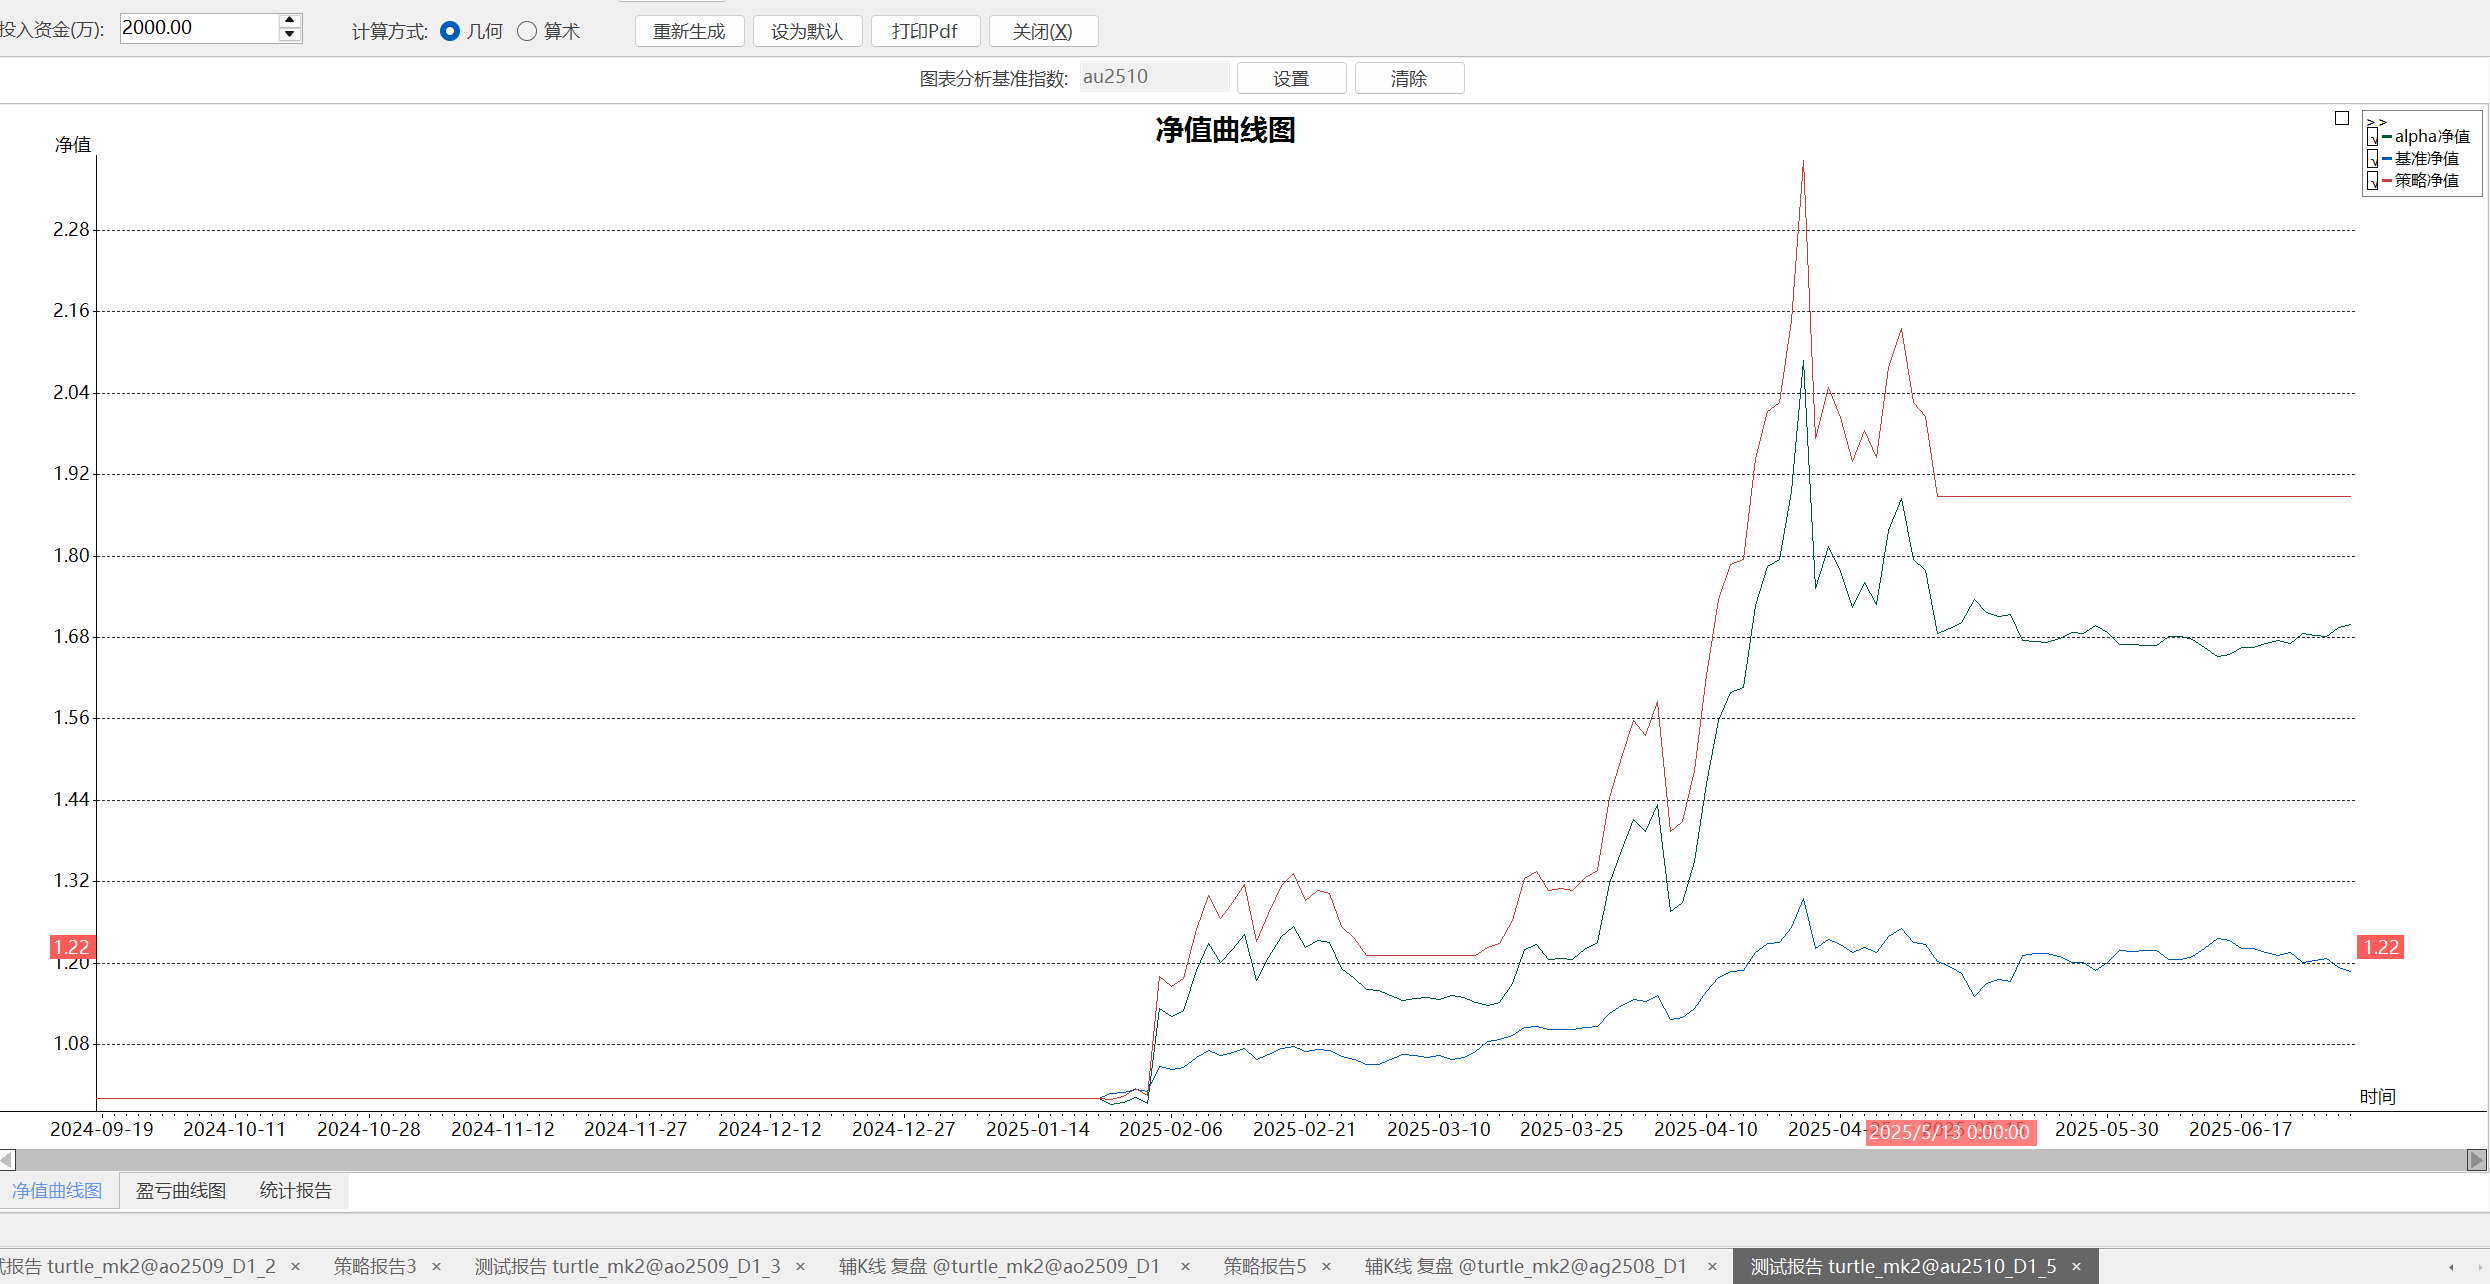 投入资金(万): 2000.00 计算方式: 几何 算术 重新生成 设为默认 打印Pdf 关闭(X)
图表分析基准指数: au2510 设置 清除
净值曲线图
净值
>>
alpha净值
基准净值
策略净值
2.28
2.16
2.04
1.92
1.80
1.68
1.56
1.44
1.32
1.22 1.22
1.20
1.08
时间
2024-09-19 2024-10-11 2024-10-28 2024-11-12 2024-11-27 2024-12-12 2024-12-27 2025-01-14 2025-02-06 2025-02-21 2025-03-10 2025-03-25 2025-04-10 2025-04- 2025/5/13 0:00:00 2025-05-30 2025-06-17
净值曲线图 盈亏曲线图 统计报告
报告 turtle_mk2@ao2509_D1_2 × 策略报告3 × 测试报告 turtle_mk2@ao2509_D1_3 × 辅K线 复盘 @turtle_mk2@ao2509_D1 × 策略报告5 × 辅K线 复盘 @turtle_mk2@ag2508_D1 × 测试报告 turtle_mk2@au2510_D1_5 ×